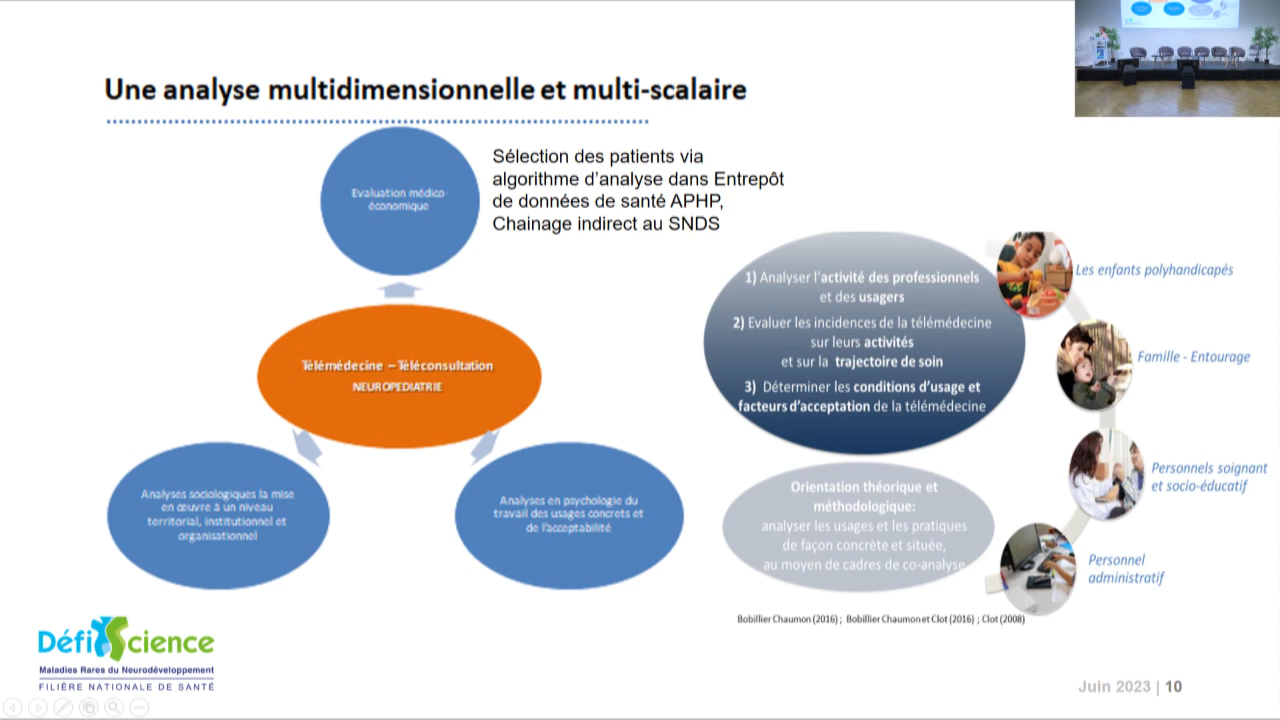 Une analyse multidimensionnelle et multi-scalaire
Evaluation médico-
économique
Sélection des patients via
algorithme d'analyse dans Entrepôt
de données de santé APHP,
Chainage indirect au SNDS
Télémédecine – Téléconsultation
NEUROPEDIATRIE
Analyses sociologiques la mise
en œuvre à un niveau
territorial, institutionnel et
organisationnel
Analyses en psychologie du
travail des usages concrets et
de l'acceptabilité
1) Analyser l'activité des professionnels
et des usagers
2) Evaluer les incidences de la télémédecine
sur leurs activités
et sur la trajectoire de soin
3) Déterminer les conditions d'usage et
facteurs d'acceptation de la télémédecine
Orientation théorique et
méthodologique:
analyser les usages et les pratiques
de façon concrète et située,
au moyen de cadres de co-analyse
Les enfants polyhandicapés
Famille - Entourage
Personnels soignant
et socio-éducatif
Personnel
administratif
Bobillier Chaumon (2016) ; Bobillier Chaumon et Clot (2016) ; Clot (2008)
DéfiScience
Maladies Rares du Neurodéveloppement
FILIÈRE NATIONALE DE SANTÉ
Juin 2023 | 10